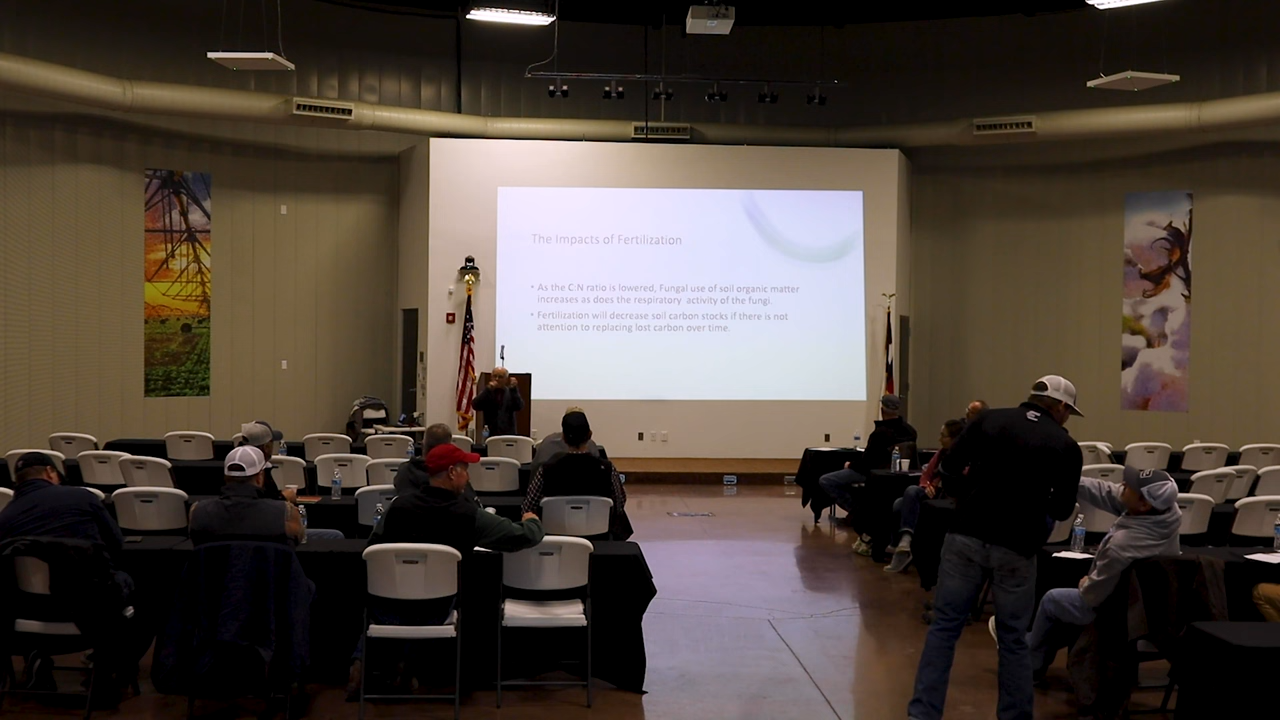 The Impacts of Fertilization
• As the C:N ratio is lowered, Fungal use of soil organic matter
increases as does the respiratory activity of the fungi.
• Fertilization will decrease soil carbon stocks if there is not
attention to replacing lost carbon over time.